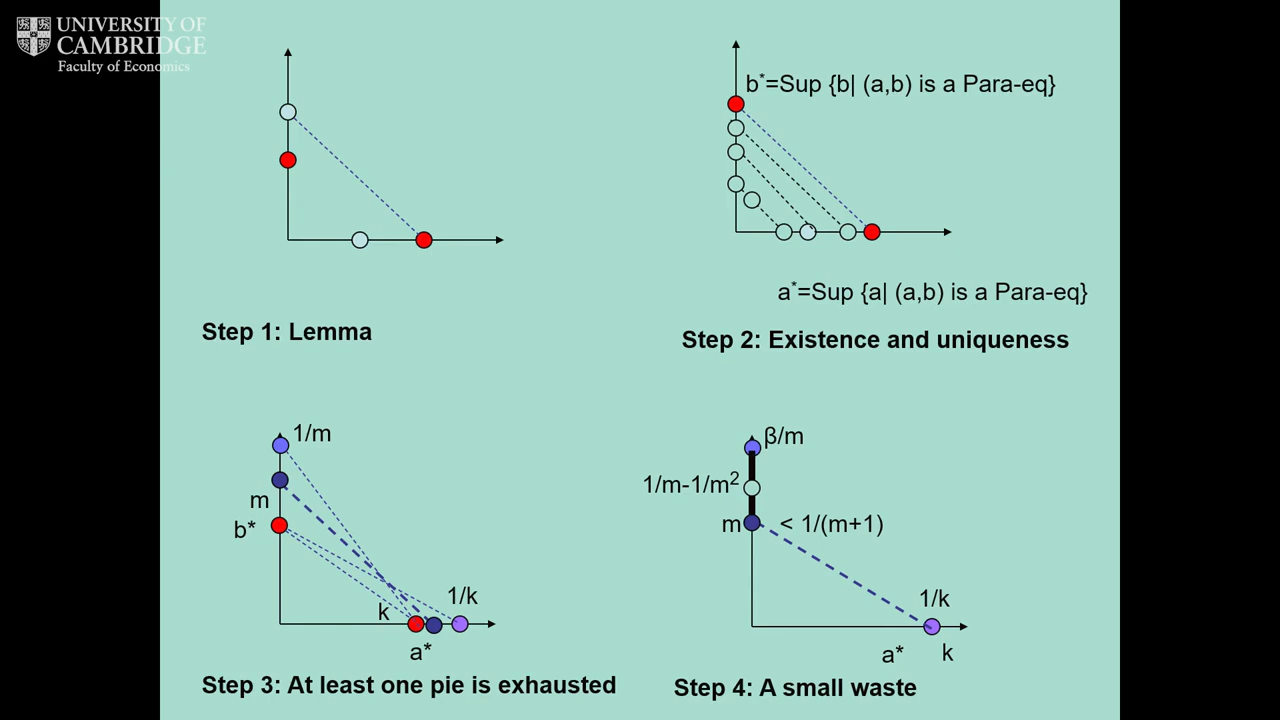 UNIVERSITY OF
CAMBRIDGE
Faculty of Economics
b*=Sup {b| (a,b) is a Para-eq}
a*=Sup {a| (a,b) is a Para-eq}
Step 1: Lemma
Step 2: Existence and uniqueness
1/m
m
b*
k
1/k
a*
Step 3: At least one pie is exhausted
β/m
1/m-1/m²
m
< 1/(m+1)
1/k
a*
k
Step 4: A small waste